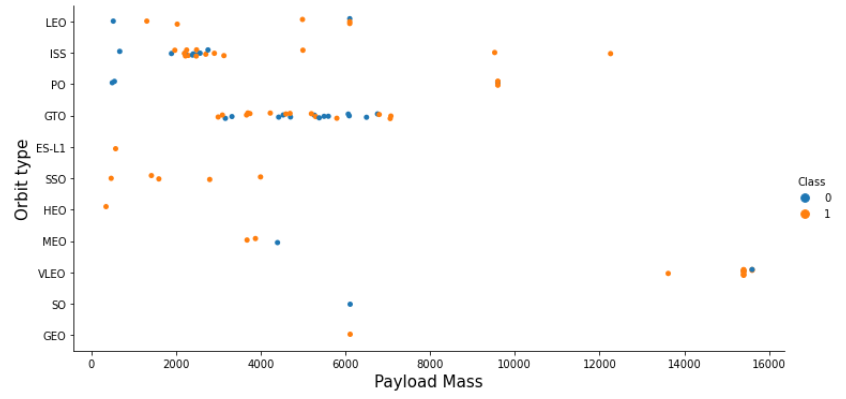 LEO
ISS
PO
GTO
ES-L1
SSO
HEO
MEO
VLEO
SO
GEO
Orbit type
0 2000 4000 6000 8000 10000 12000 14000 16000
Payload Mass
Class
0
1